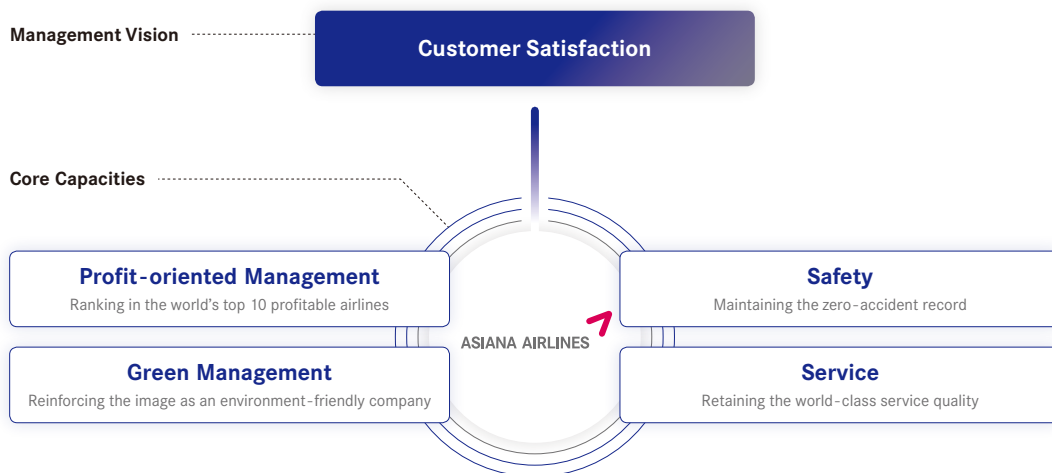 Management Vision
Customer Satisfaction
Core Capacities
Profit-oriented Management
Ranking in the world's top 10 profitable airlines
Safety
Maintaining the zero-accident record
ASIANA AIRLINES
Green Management
Reinforcing the image as an environment-friendly company
Service
Retaining the world-class service quality